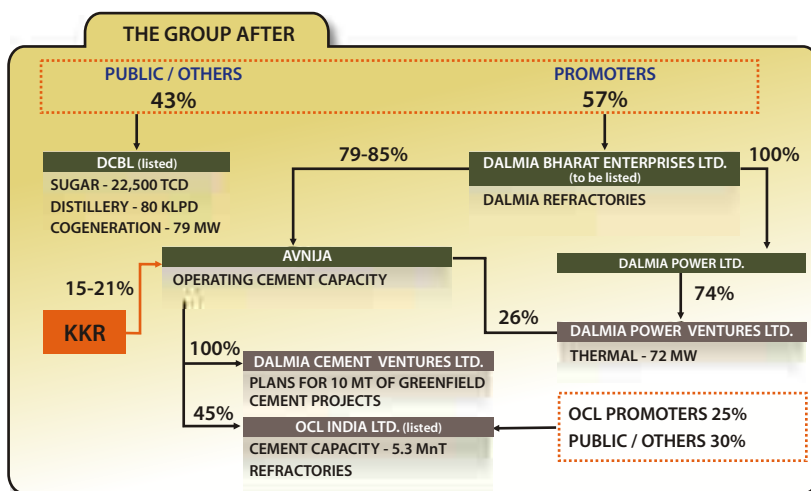 THE GROUP AFTER
PUBLIC / OTHERS
43%
PROMOTERS
57%
DCBL (listed)
SUGAR - 22,500 TCD
DISTILLERY - 80 KLPD
COGENERATION - 79 MW
79-85%
DALMIA BHARAT ENTERPRISES LTD.
(to be listed)
DALMIA REFRACTORIES
100%
AVNIJA
OPERATING CEMENT CAPACITY
15-21%
KKR
DALMIA POWER LTD.
74%
26%
DALMIA POWER VENTURES LTD.
THERMAL - 72 MW
100%
DALMIA CEMENT VENTURES LTD.
PLANS FOR 10 MT OF GREENFIELD
CEMENT PROJECTS
45%
OCL INDIA LTD. (listed)
CEMENT CAPACITY - 5.3 MnT
REFRACTORIES
OCL PROMOTERS 25%
PUBLIC / OTHERS 30%